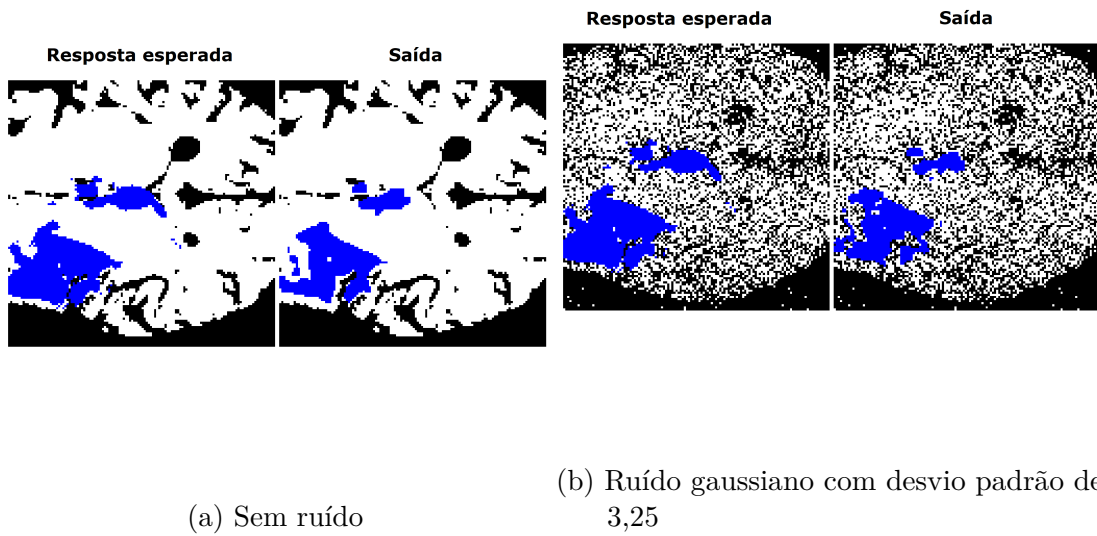 Resposta esperada
Saída
Resposta esperada
Saída
(a) Sem ruído
(b) Ruído gaussiano com desvio padrão de
3,25